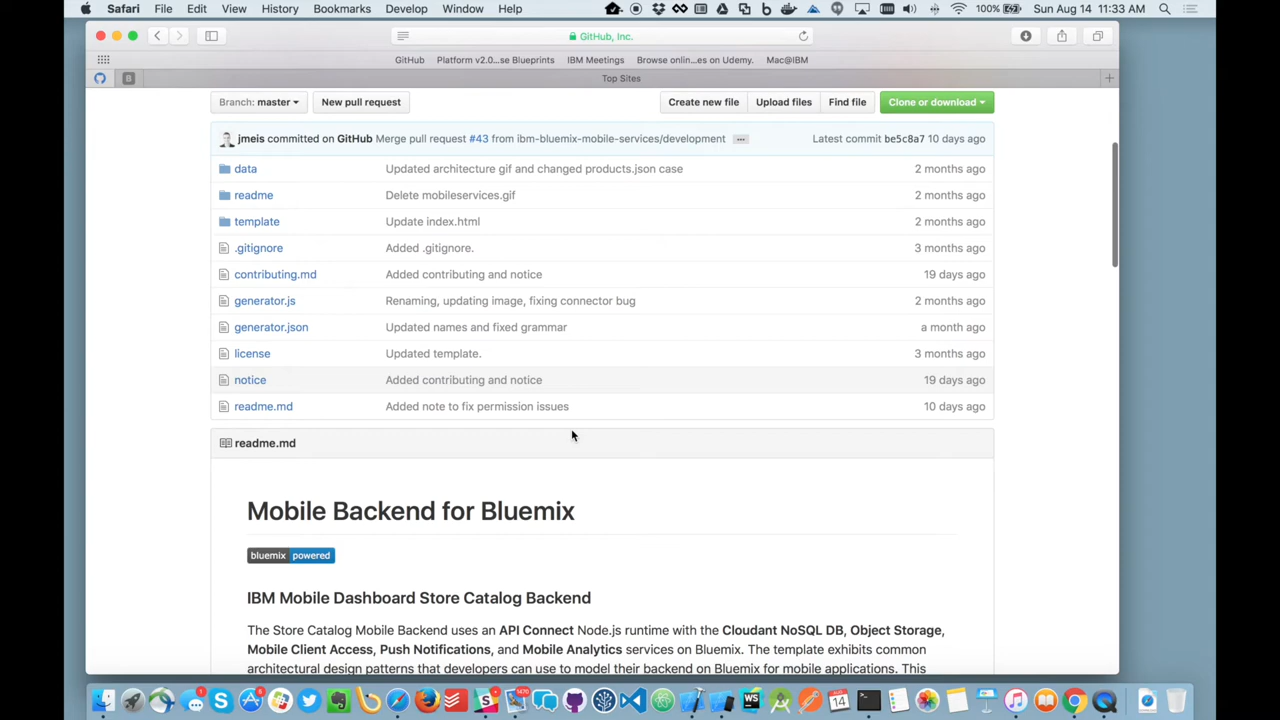 Safari File Edit View History Bookmarks Develop Window Help 100% Sun Aug 14 11:33 AM
GitHub, Inc.
GitHub Platform v2.0...se Blueprints IBM Meetings Browse onlin...es on Udemy. Mac@IBM
B Top Sites +
Branch: master New pull request Create new file Upload files Find file Clone or download
jmeis committed on GitHub Merge pull request #43 from ibm-bluemix-mobile-services/development ... Latest commit be5c8a7 10 days ago
data Updated architecture gif and changed products.json case 2 months ago
readme Delete mobileservices.gif 2 months ago
template Update index.html 2 months ago
.gitignore Added .gitignore. 3 months ago
contributing.md Added contributing and notice 19 days ago
generator.js Renaming, updating image, fixing connector bug 2 months ago
generator.json Updated names and fixed grammar a month ago
license Updated template. 3 months ago
notice Added contributing and notice 19 days ago
readme.md Added note to fix permission issues 10 days ago
readme.md
Mobile Backend for Bluemix
bluemix powered
IBM Mobile Dashboard Store Catalog Backend
The Store Catalog Mobile Backend uses an API Connect Node.js runtime with the Cloudant NoSQL DB, Object Storage,
Mobile Client Access, Push Notifications, and Mobile Analytics services on Bluemix. The template exhibits common
architectural design patterns that developers can use to model their backend on Bluemix for mobile applications. This